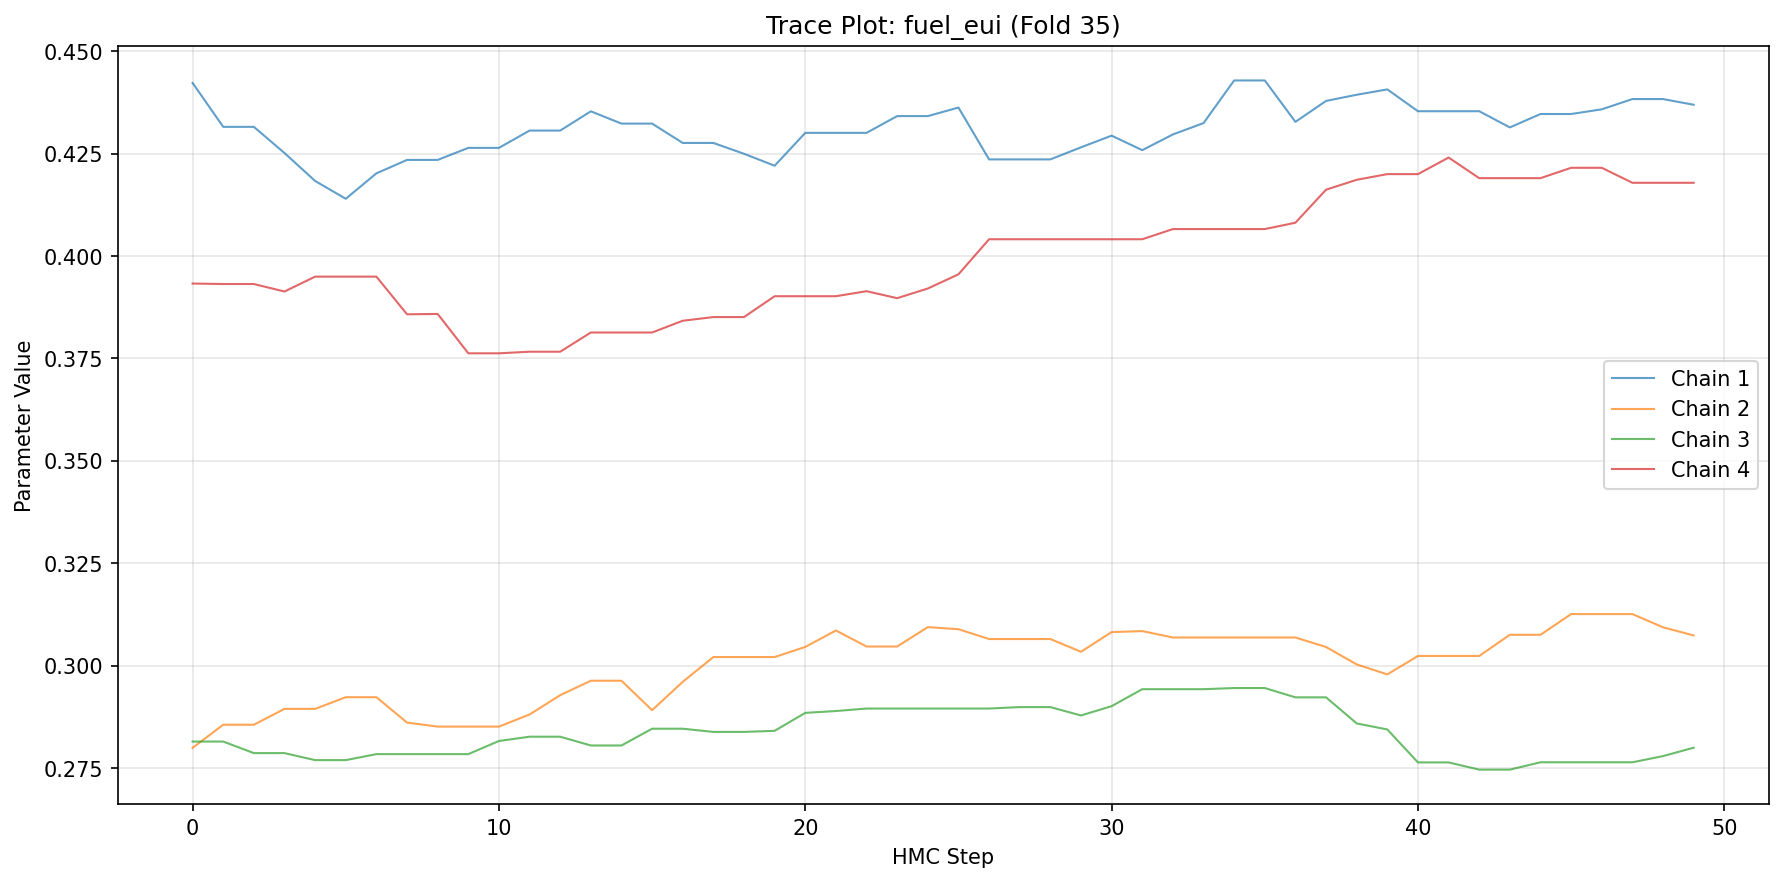 Trace Plot: fuel_eui (Fold 35)
Parameter Value
0.450
0.425
0.400
0.375
0.350
0.325
0.300
0.275
Chain 1
Chain 2
Chain 3
Chain 4
0 10 20 30 40 50
HMC Step